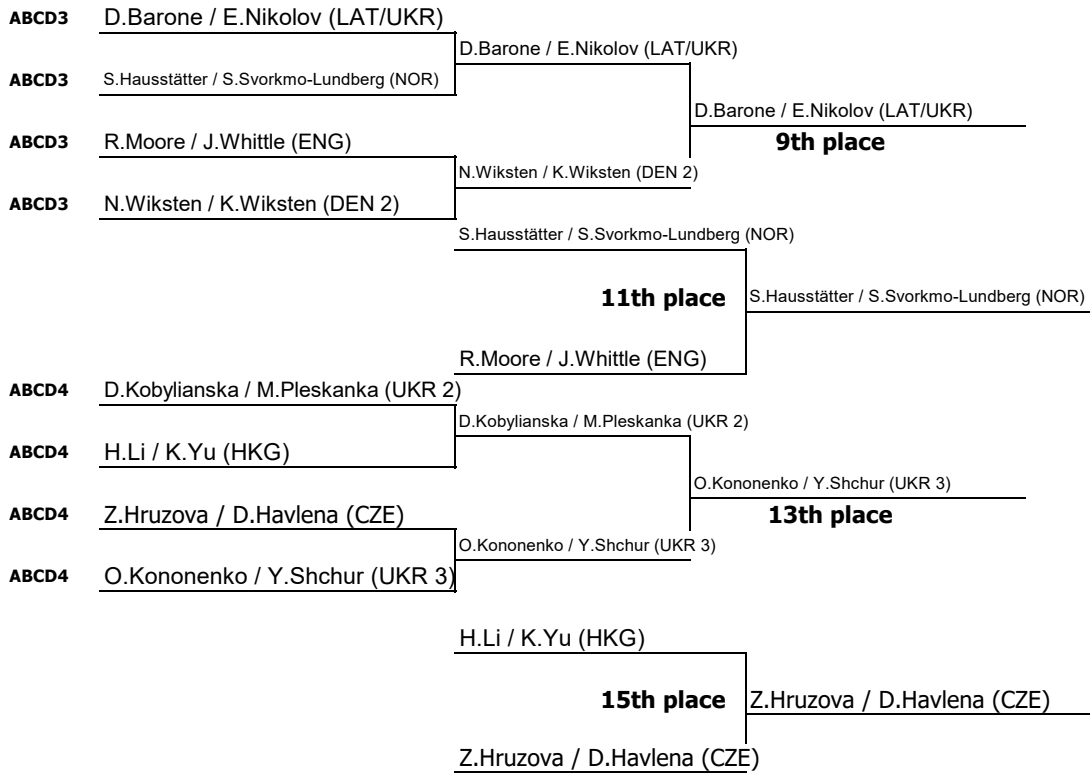 ABCD3 D.Barone / E.Nikolov (LAT/UKR)
D.Barone / E.Nikolov (LAT/UKR)
ABCD3 S.Hausstätter / S.Svorkmo-Lundberg (NOR)
D.Barone / E.Nikolov (LAT/UKR)
ABCD3 R.Moore / J.Whittle (ENG)
9th place
N.Wiksten / K.Wiksten (DEN 2)
ABCD3 N.Wiksten / K.Wiksten (DEN 2)
S.Hausstätter / S.Svorkmo-Lundberg (NOR)
11th place S.Hausstätter / S.Svorkmo-Lundberg (NOR)
R.Moore / J.Whittle (ENG)
ABCD4 D.Kobylianska / M.Pleskanka (UKR 2)
D.Kobylianska / M.Pleskanka (UKR 2)
ABCD4 H.Li / K.Yu (HKG)
O.Kononenko / Y.Shchur (UKR 3)
ABCD4 Z.Hruzova / D.Havlena (CZE)
13th place
O.Kononenko / Y.Shchur (UKR 3)
ABCD4 O.Kononenko / Y.Shchur (UKR 3)
H.Li / K.Yu (HKG)
15th place Z.Hruzova / D.Havlena (CZE)
Z.Hruzova / D.Havlena (CZE)